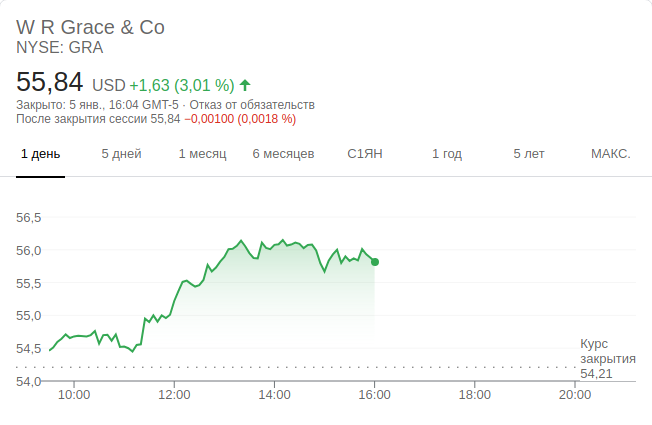 W R Grace & Co
NYSE: GRA
55,84 USD +1,63 (3,01 %)
Закрыто: 5 янв., 16:04 GMT-5 · Отказ от обязательств
После закрытия сессии 55,84 −0,00100 (0,0018 %)
1 день 5 дней 1 месяц 6 месяцев С1ЯН 1 год 5 лет МАКС.
56,5
56,0
55,5
55,0
54,5
54,0
Курс
закрытия
54,21
10:00 12:00 14:00 16:00 18:00 20:00